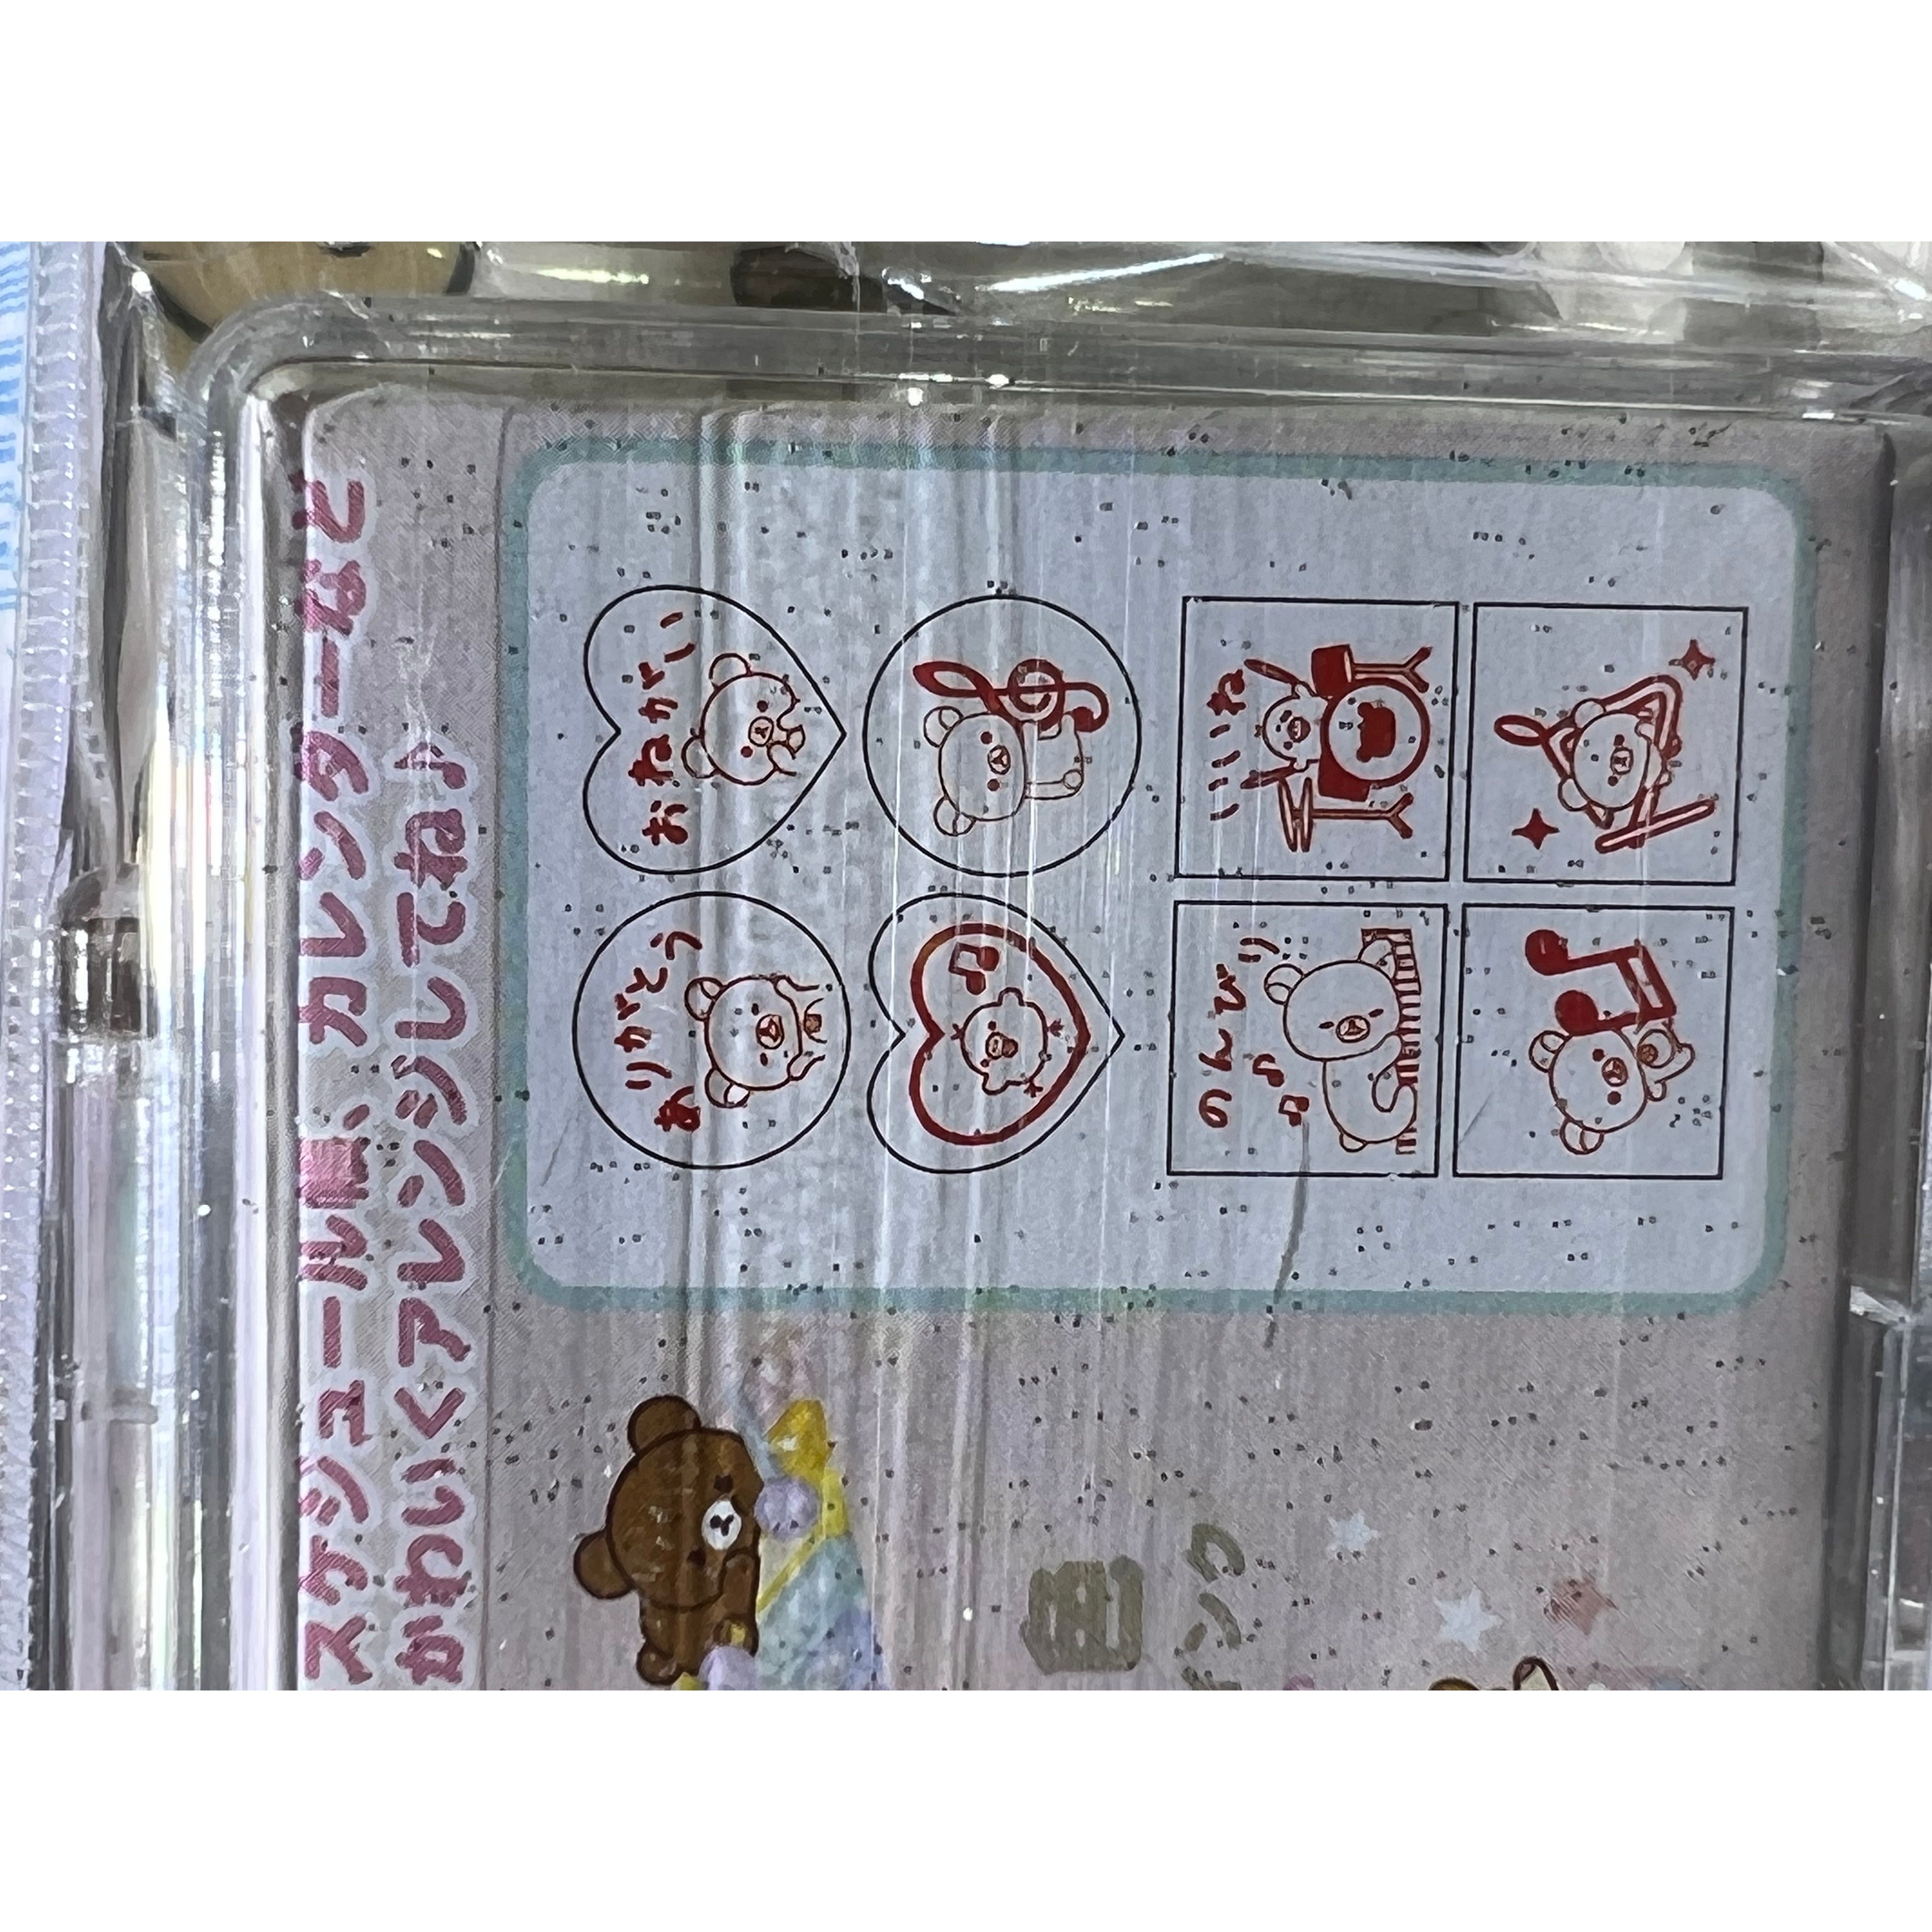 スケジュール帳、カレンダーなど
かわいくアレンジしてね♪
ありがとう
おねがい
のんびり
いいね